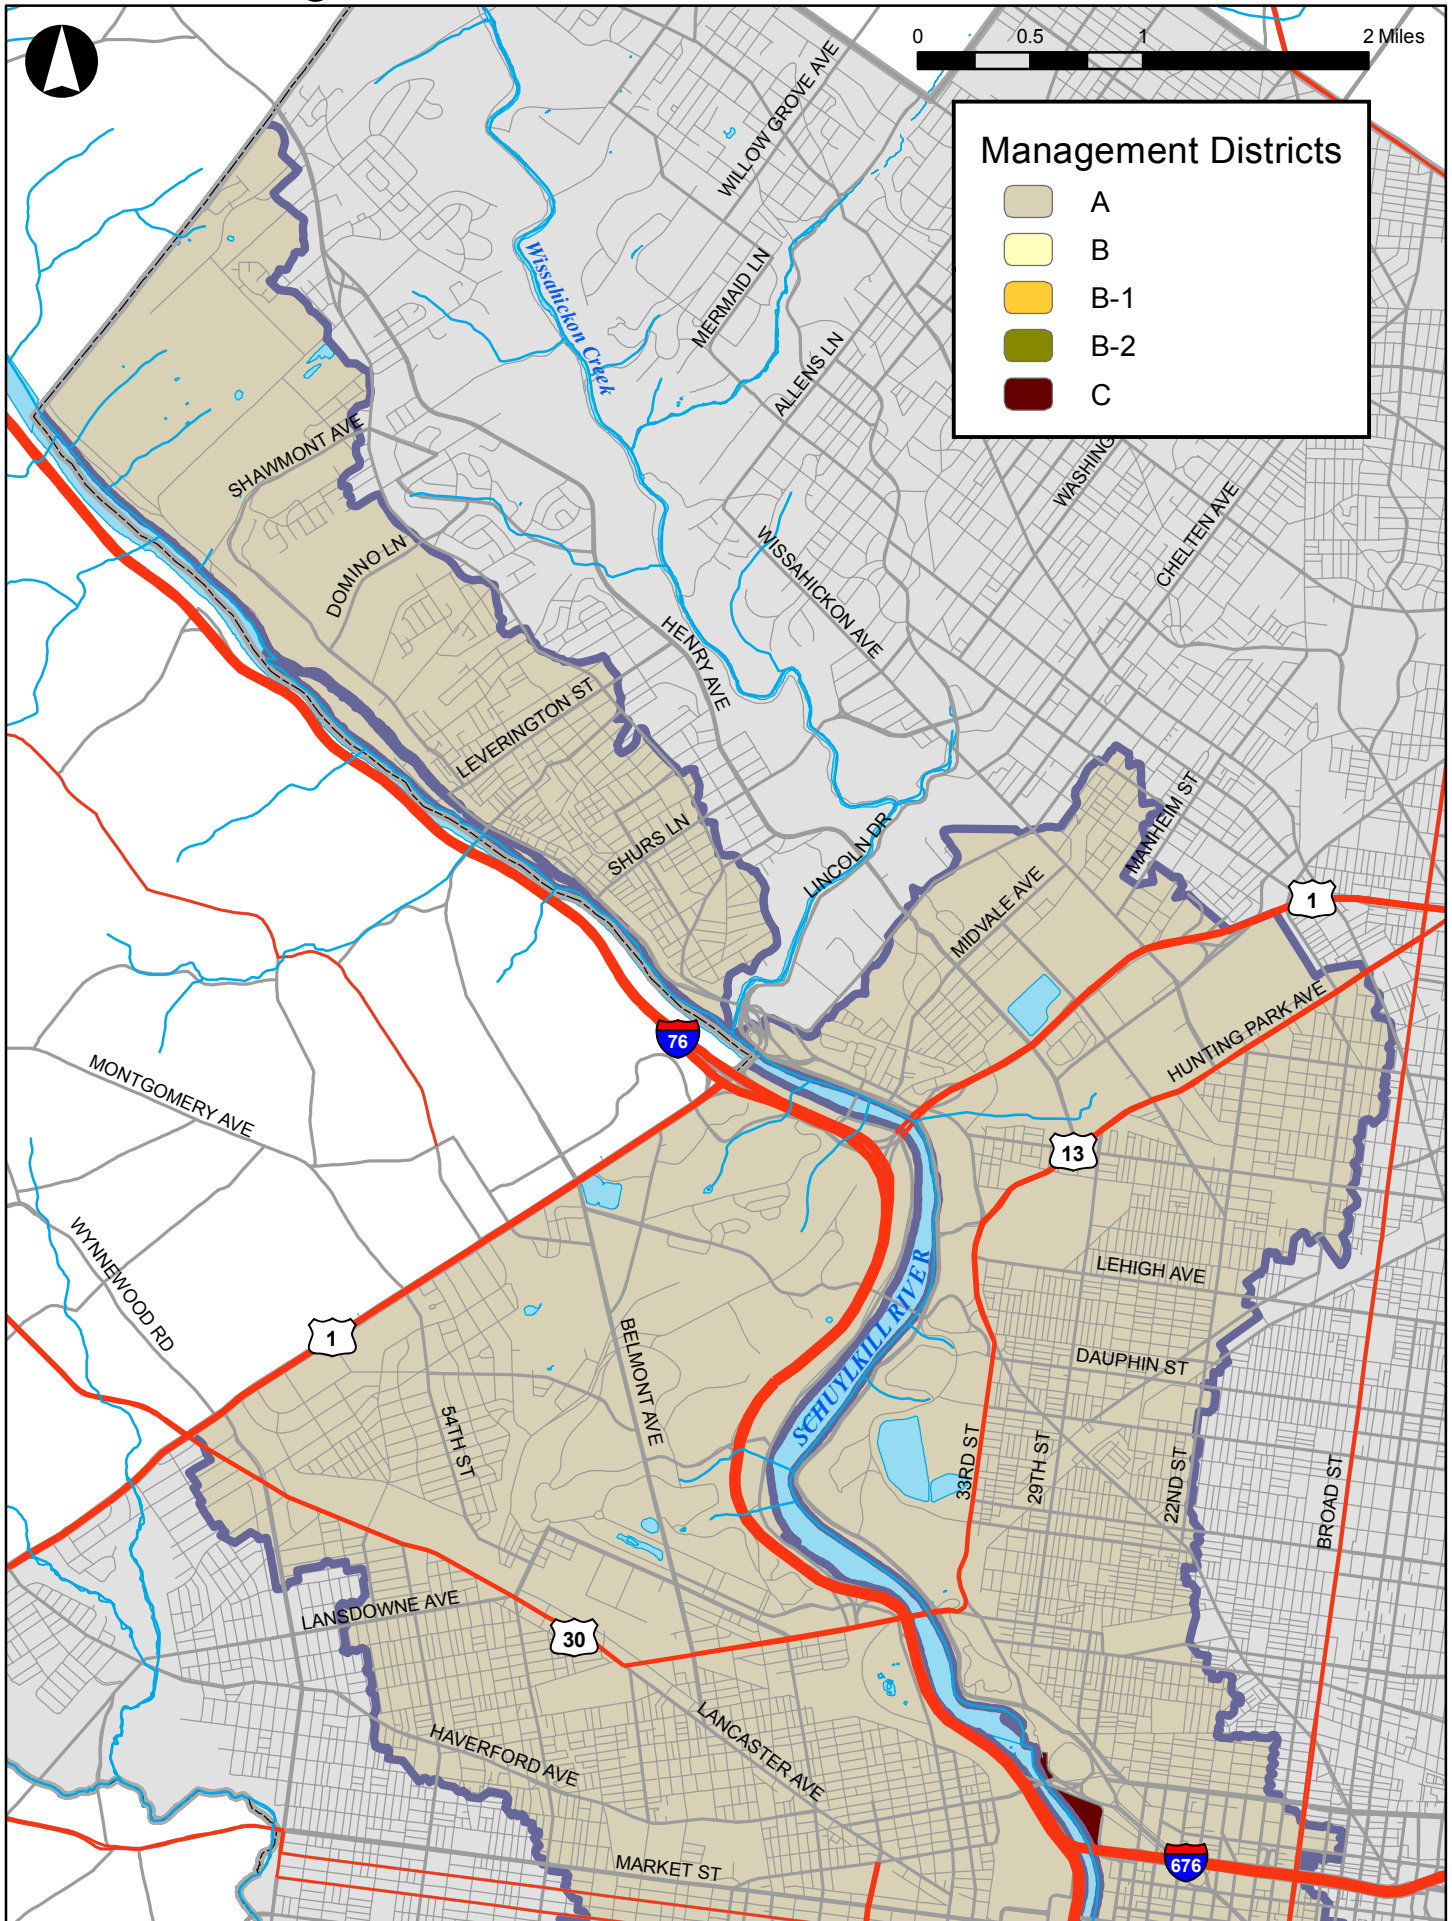 0 0.5 1 2 Miles
Management Districts
A
B
B-1
B-2
C
WILLOW GROVE AVE
Wissahickon Creek
MERMAID LN
ALLENS LN
WASHING
CHELTEN AVE
SHAWMONT AVE
DOMINO LN
WISSAHICKON AVE
HENRY AVE
LEVERINGTON ST
SHURS LN
LINCOLN DR
MANHEIM ST
MIDVALE AVE
1
HUNTING PARK AVE
76
MONTGOMERY AVE
13
WYNNEWOOD RD
LEHIGH AVE
SCHUYLKILL RIVER
1
BELMONT AVE
DAUPHIN ST
54TH ST
33RD ST
29TH ST
22ND ST
BROAD ST
LANSDOWNE AVE
30
LANCASTER AVE
HAVERFORD AVE
MARKET ST
676